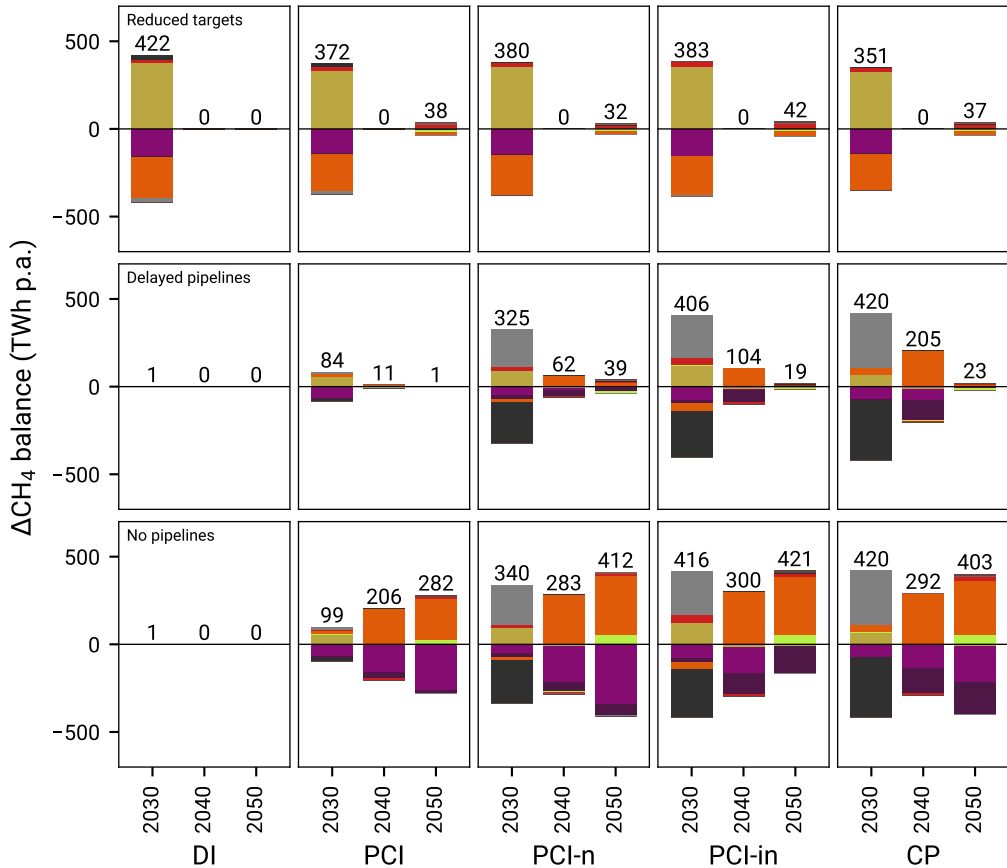 ΔCH₄ balance (TWh p.a.)
Reduced targets
500
0
−500
422 0 0
372 0 38
380 0 32
383 0 42
351 0 37
Delayed pipelines
500
0
−500
1 0 0
84 11 1
325 62 39
406 104 19
420 205 23
No pipelines
500
0
−500
1 0 0
99 206 282
340 283 412
416 300 421
420 292 403
2030 2040 2050 2030 2040 2050 2030 2040 2050 2030 2040 2050 2030 2040 2050
DI PCI PCI-n PCI-in CP